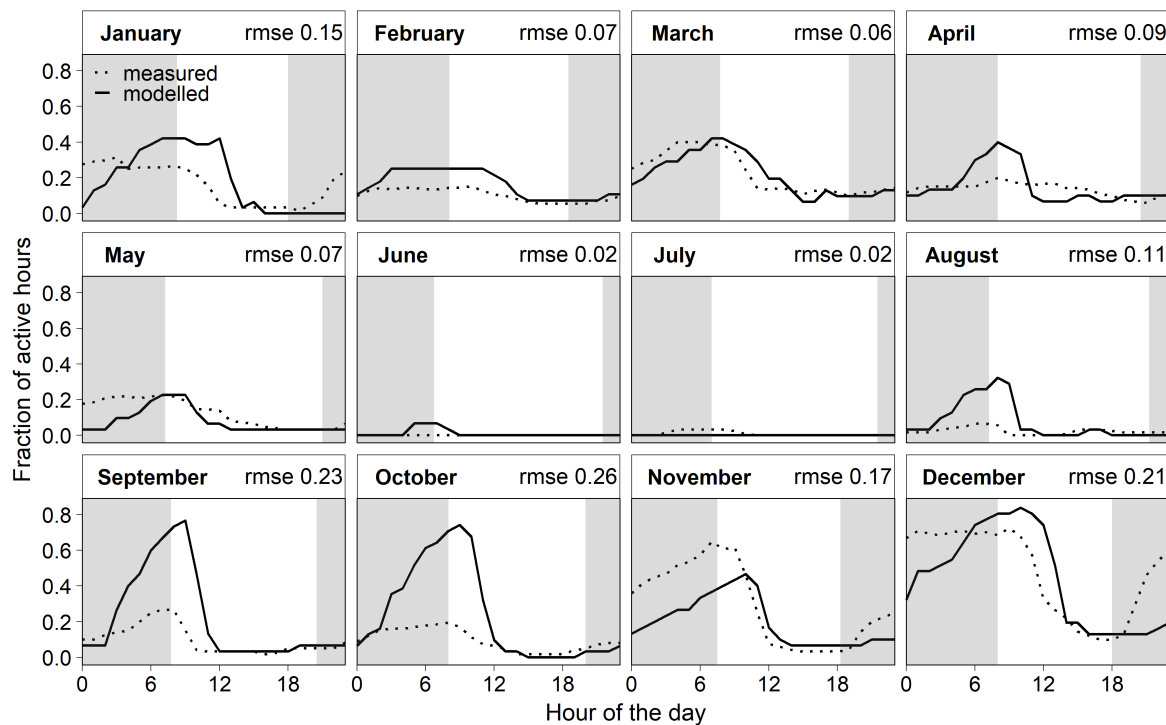 January rmse 0.15
February rmse 0.07
March rmse 0.06
April rmse 0.09
measured
modelled
0.8
0.6
0.4
0.2
0.0
May rmse 0.07
June rmse 0.02
July rmse 0.02
August rmse 0.11
0.8
0.6
0.4
0.2
0.0
Fraction of active hours
September rmse 0.23
October rmse 0.26
November rmse 0.17
December rmse 0.21
0.8
0.6
0.4
0.2
0.0
0 6 12 18 0 6 12 18 0 6 12 18 0 6 12 18
Hour of the day